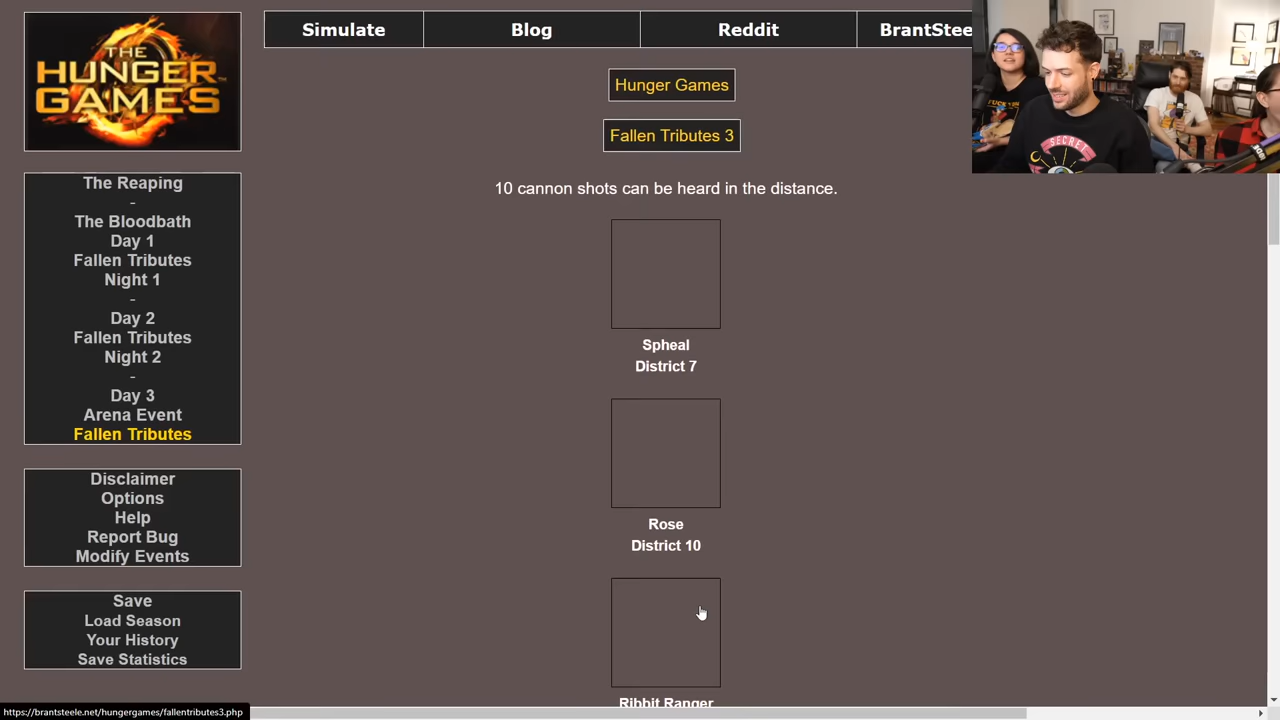 THE
HUNGER
GAMES
Simulate
Blog
Reddit
BrantStee
The Reaping
-
The Bloodbath
Day 1
Fallen Tributes
Night 1
-
Day 2
Fallen Tributes
Night 2
-
Day 3
Arena Event
Fallen Tributes
Disclaimer
Options
Help
Report Bug
Modify Events
Save
Load Season
Your History
Save Statistics
Hunger Games
Fallen Tributes 3
10 cannon shots can be heard in the distance.
Spheal
District 7
Rose
District 10
Ribbit Ranger
SECRET
https://brantsteele.net/hungergames/fallentributes3.php